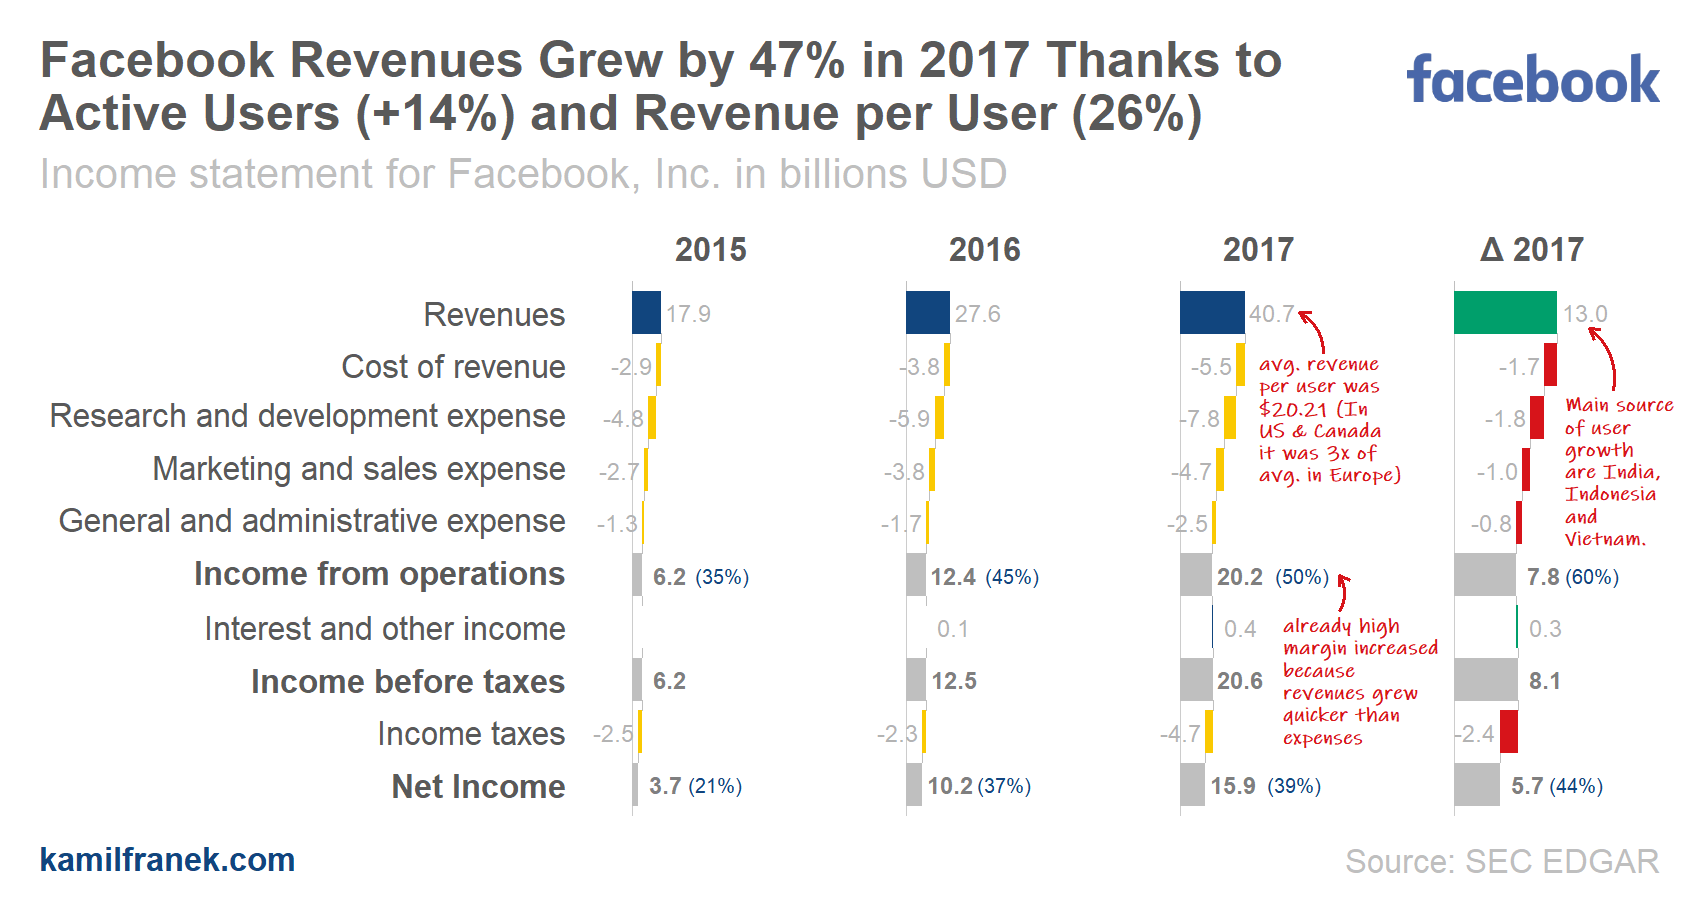 Facebook Revenues Grew by 47% in 2017 Thanks to
Active Users (+14%) and Revenue per User (26%)
facebook
Income statement for Facebook, Inc. in billions USD
2015 2016 2017 Δ 2017
Revenues 17.9 27.6 40.7 13.0
Cost of revenue -2.9 -3.8 -5.5 -1.7
Research and development expense -4.8 -5.9 -7.8 -1.8
Marketing and sales expense -2.7 -3.8 -4.7 -1.0
General and administrative expense -1.3 -1.7 -2.5 -0.8
Income from operations 6.2 (35%) 12.4 (45%) 20.2 (50%) 7.8 (60%)
Interest and other income 0.1 0.4 0.3
Income before taxes 6.2 12.5 20.6 8.1
Income taxes -2.5 -2.3 -4.7 -2.4
Net Income 3.7 (21%) 10.2 (37%) 15.9 (39%) 5.7 (44%)
avg. revenue
per user was
$20.21 (In
US & Canada
it was 3x of
avg. in Europe)
Main source
of user
growth
are India,
Indonesia
and
Vietnam.
already high
margin increased
because
revenues grew
quicker than
expenses
kamilfranek.com
Source: SEC EDGAR